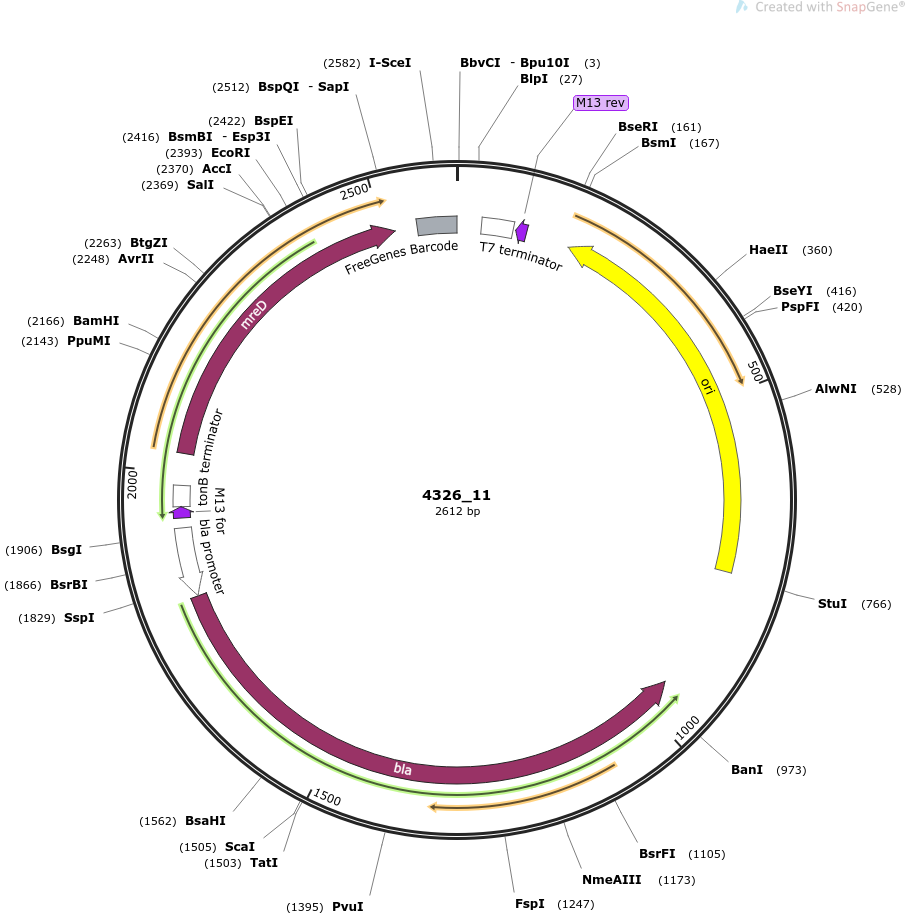 Created with SnapGene®
(2582) I-SceI
BbvCI - Bpu10I (3)
BlpI (27)
(2512) BspQI - SapI
M13 rev
(2422) BspEI
BseRI (161)
(2416) BsmBI - Esp3I
BsmI (167)
(2393) EcoRI
(2370) AccI
(2369) SalI
2500
(2263) BtgZI
(2248) AvrII
FreeGenes Barcode
T7 terminator
HaeII (360)
BseYI (416)
PspFI (420)
(2166) BamHI
(2143) PpuMI
mreD
500
ori
AlwNI (528)
2000
tonB terminator
M13 for
bla promoter
4326_11
2612 bp
(1906) BsgI
(1866) BsrBI
(1829) SspI
StuI (766)
1000
BanI (973)
bla
1500
(1562) BsaHI
(1505) ScaI
(1503) TatI
BsrFI (1105)
NmeAIII (1173)
(1395) PvuI
FspI (1247)